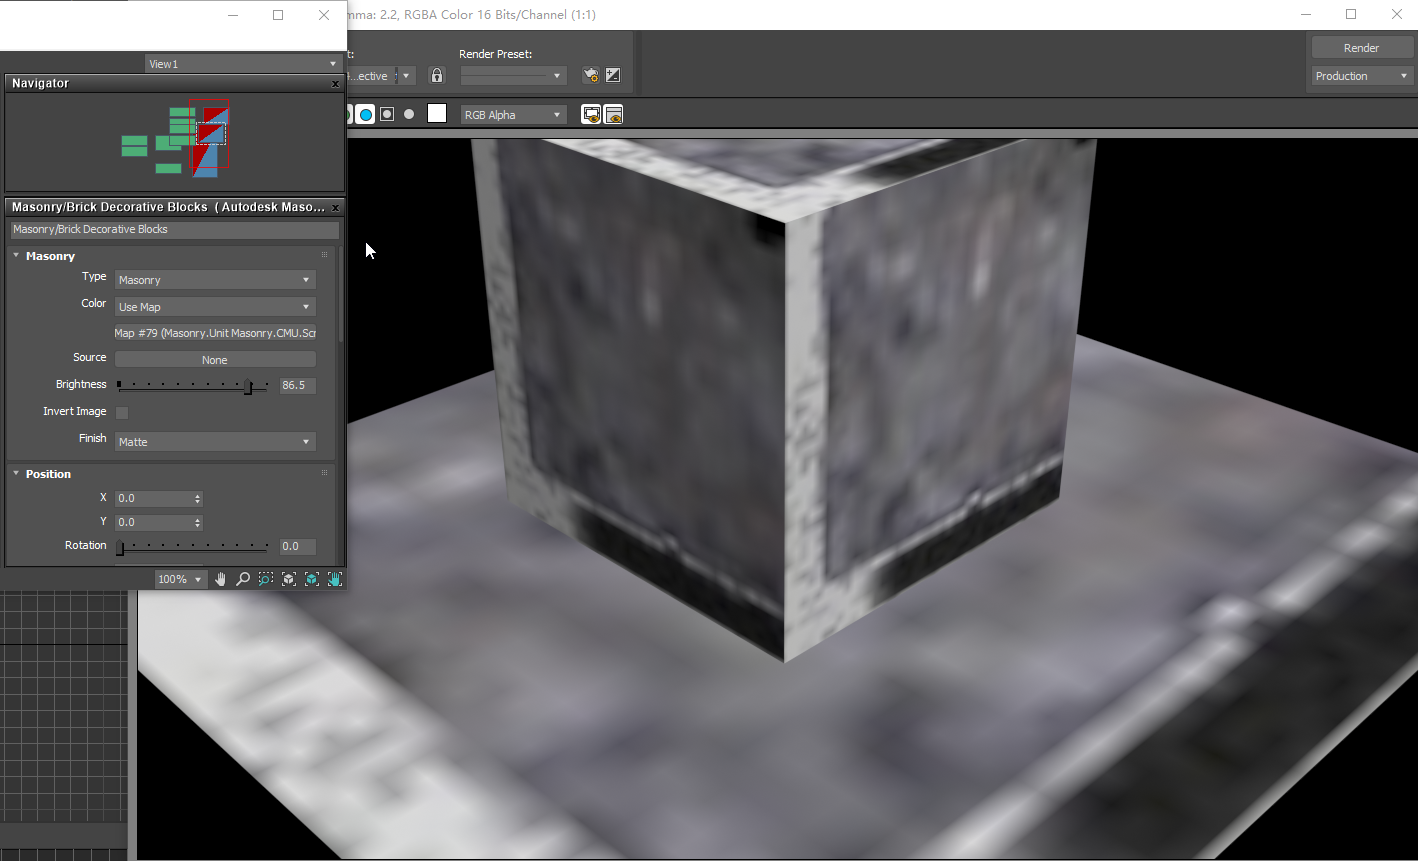 mma: 2.2, RGBA Color 16 Bits/Channel (1:1)
View1
Render Preset:
...ective
Render
Production
Navigator
x
RGB Alpha
Masonry/Brick Decorative Blocks ( Autodesk Maso... x
Masonry/Brick Decorative Blocks
Masonry
Type Masonry
Color Use Map
Map #79 (Masonry.Unit Masonry.CMU.Scr
Source None
Brightness 86.5
Invert Image
Finish Matte
Position
X 0.0
Y 0.0
Rotation 0.0
100%